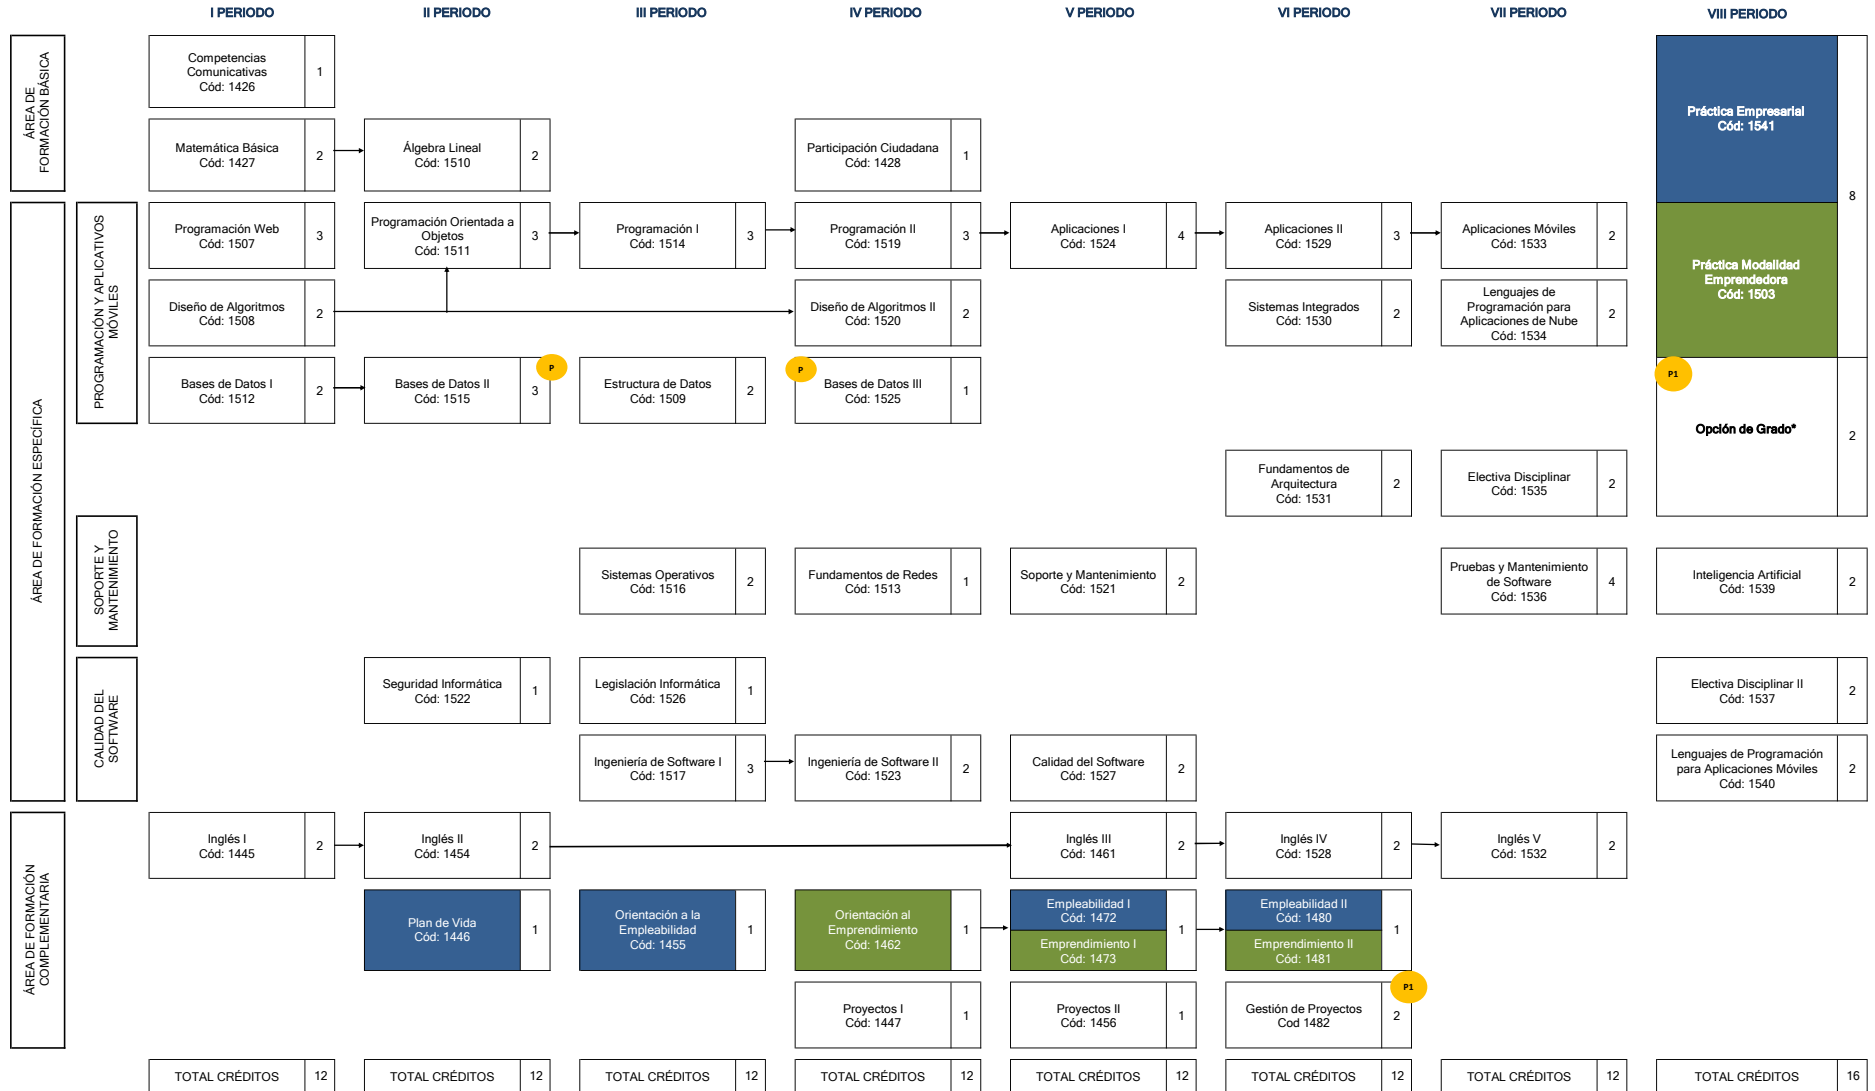 I PERIODO
II PERIODO
III PERIODO
IV PERIODO
V PERIODO
VI PERIODO
VII PERIODO
VIII PERIODO
ÁREA DE
FORMACIÓN BÁSICA
Competencias
Comunicativas
Cód: 1426
1
Práctica Empresarial
Cód: 1541
8
Matemática Básica
Cód: 1427
2
Álgebra Lineal
Cód: 1510
2
Participación Ciudadana
Cód: 1428
1
ÁREA DE FORMACIÓN ESPECÍFICA
PROGRAMACIÓN Y APLICATIVOS
MÓVILES
Programación Web
Cód: 1507
3
Programación Orientada a
Objetos
Cód: 1511
3
Programación I
Cód: 1514
3
Programación II
Cód: 1519
3
Aplicaciones I
Cód: 1524
4
Aplicaciones II
Cód: 1529
3
Aplicaciones Móviles
Cód: 1533
2
Práctica Modalidad
Emprendedora
Cód: 1503
Diseño de Algoritmos
Cód: 1508
2
Diseño de Algoritmos II
Cód: 1520
2
Sistemas Integrados
Cód: 1530
2
Lenguajes de
Programación para
Aplicaciones de Nube
Cód: 1534
2
Bases de Datos I
Cód: 1512
2
Bases de Datos II
Cód: 1515
3
P
Estructura de Datos
Cód: 1509
2
P
Bases de Datos III
Cód: 1525
1
P1
Opción de Grado*
2
Fundamentos de
Arquitectura
Cód: 1531
2
Electiva Disciplinar
Cód: 1535
2
SOPORTE Y
MANTENIMIENTO
Sistemas Operativos
Cód: 1516
2
Fundamentos de Redes
Cód: 1513
1
Soporte y Mantenimiento
Cód: 1521
2
Pruebas y Mantenimiento
de Software
Cód: 1536
4
Inteligencia Artificial
Cód: 1539
2
CALIDAD DEL
SOFTWARE
Seguridad Informática
Cód: 1522
1
Legislación Informática
Cód: 1526
1
Electiva Disciplinar II
Cód: 1537
2
Ingeniería de Software I
Cód: 1517
3
Ingeniería de Software II
Cód: 1523
2
Calidad del Software
Cód: 1527
2
Lenguajes de Programación
para Aplicaciones Móviles
Cód: 1540
2
ÁREA DE FORMACIÓN
COMPLEMENTARIA
Inglés I
Cód: 1445
2
Inglés II
Cód: 1454
2
Inglés III
Cód: 1461
2
Inglés IV
Cód: 1528
2
Inglés V
Cód: 1532
2
Plan de Vida
Cód: 1446
1
Orientación a la
Empleabilidad
Cód: 1455
1
Orientación al
Emprendimiento
Cód: 1462
1
Empleabilidad I
Cód: 1472
Emprendimiento I
Cód: 1473
1
Empleabilidad II
Cód: 1480
Emprendimiento II
Cód: 1481
1
Proyectos I
Cód: 1447
1
Proyectos II
Cód: 1456
1
Gestión de Proyectos
Cod 1482
2
P1
TOTAL CRÉDITOS 12
TOTAL CRÉDITOS 12
TOTAL CRÉDITOS 12
TOTAL CRÉDITOS 12
TOTAL CRÉDITOS 12
TOTAL CRÉDITOS 12
TOTAL CRÉDITOS 12
TOTAL CRÉDITOS 16